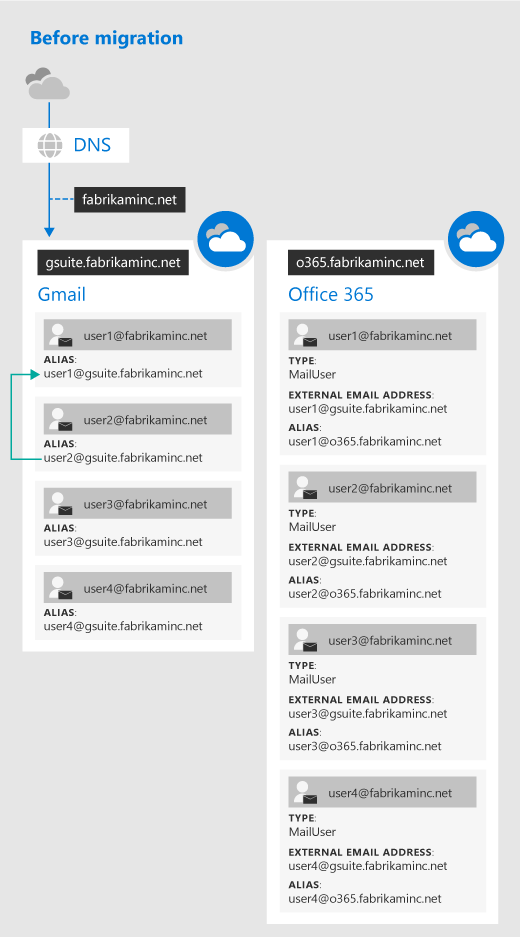 Before migration
DNS
fabrikaminc.net
gsuite.fabrikaminc.net
Gmail
user1@fabrikaminc.net
ALIAS:
user1@gsuite.fabrikaminc.net
user2@fabrikaminc.net
ALIAS:
user2@gsuite.fabrikaminc.net
user3@fabrikaminc.net
ALIAS:
user3@gsuite.fabrikaminc.net
user4@fabrikaminc.net
ALIAS:
user4@gsuite.fabrikaminc.net
o365.fabrikaminc.net
Office 365
user1@fabrikaminc.net
TYPE:
MailUser
EXTERNAL EMAIL ADDRESS:
user1@gsuite.fabrikaminc.net
ALIAS:
user1@o365.fabrikaminc.net
user2@fabrikaminc.net
TYPE:
MailUser
EXTERNAL EMAIL ADDRESS:
user2@gsuite.fabrikaminc.net
ALIAS:
user2@o365.fabrikaminc.net
user3@fabrikaminc.net
TYPE:
MailUser
EXTERNAL EMAIL ADDRESS:
user3@gsuite.fabrikaminc.net
ALIAS:
user3@o365.fabrikaminc.net
user4@fabrikaminc.net
TYPE:
MailUser
EXTERNAL EMAIL ADDRESS:
user4@gsuite.fabrikaminc.net
ALIAS:
user4@o365.fabrikaminc.net